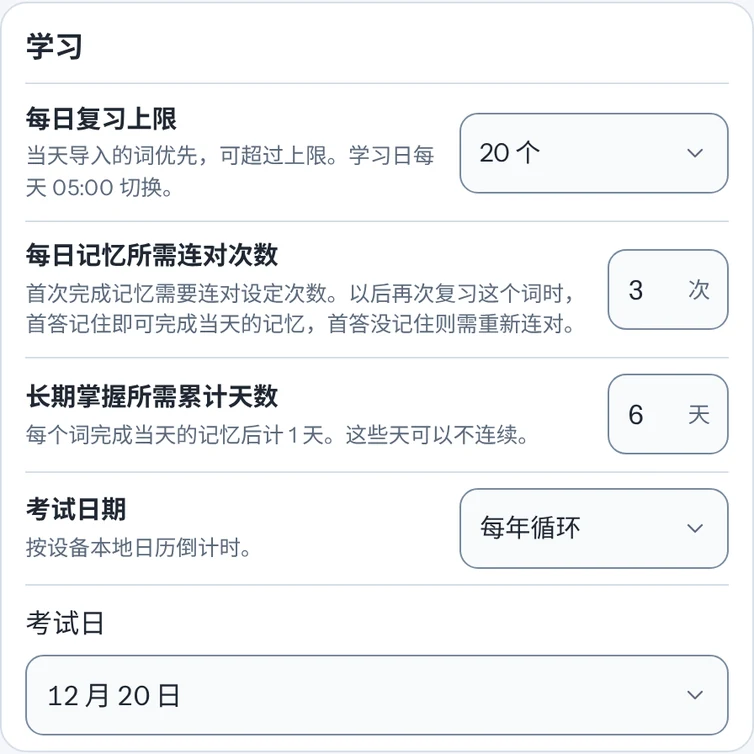 学习
每日复习上限
当天导入的词优先，可超过上限。学习日每
天 05:00 切换。
20 个
每日记忆所需连对次数
首次完成记忆需要连对设定次数。以后再次复习这个词时，
首答记住即可完成当天的记忆，首答没记住则需重新连对。
3 次
长期掌握所需累计天数
每个词完成当天的记忆后计 1 天。这些天可以不连续。
6 天
考试日期
按设备本地日历倒计时。
每年循环
考试日
12 月 20 日